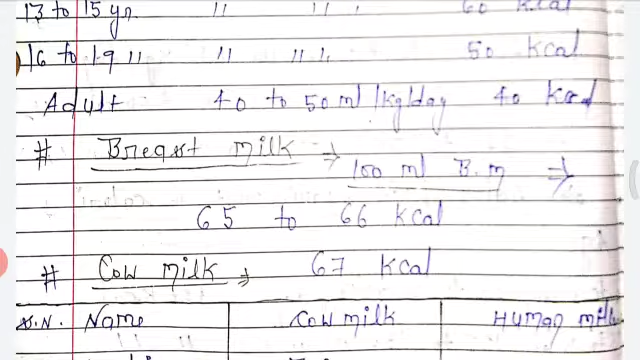 13 to 15 yr. " " " 60 kcal
16 to 19 " " " " 50 kcal
Adult 40 to 50 ml/kg/day 40 kcal
# Breast milk ⇒ 100 ml B.m ⇒
65 to 66 kcal
# Cow milk ⇒ 67 kcal
S.N. Name Cow milk Human milk